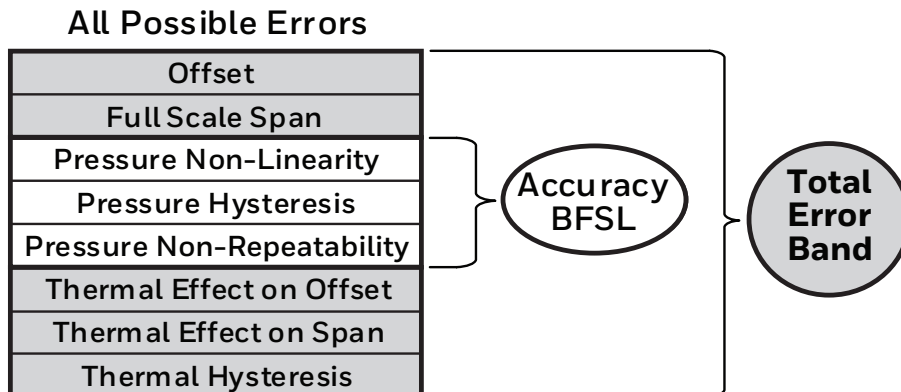 All Possible Errors
Offset
Full Scale Span
Pressure Non-Linearity
Pressure Hysteresis
Pressure Non-Repeatability
Thermal Effect on Offset
Thermal Effect on Span
Thermal Hysteresis
Accuracy
BFSL
Total
Error
Band